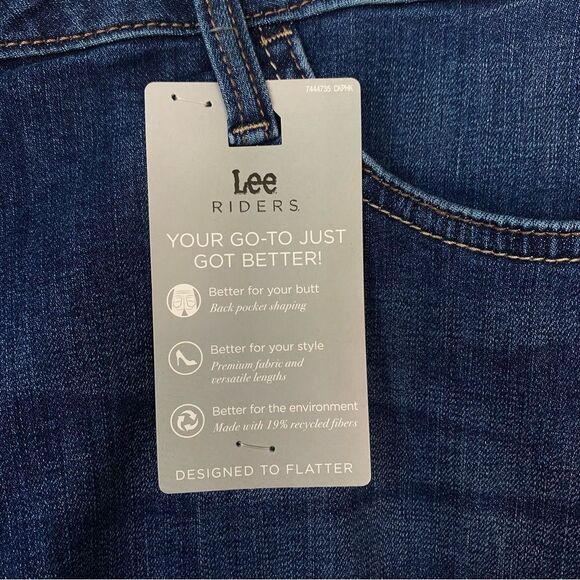 7444735 CKPHK
Lee
RIDERS
YOUR GO-TO JUST
GOT BETTER!
Better for your butt
Back pocket shaping
Better for your style
Premium fabric and
versatile lengths
Better for the environment
Made with 19% recycled fibers
DESIGNED TO FLATTER